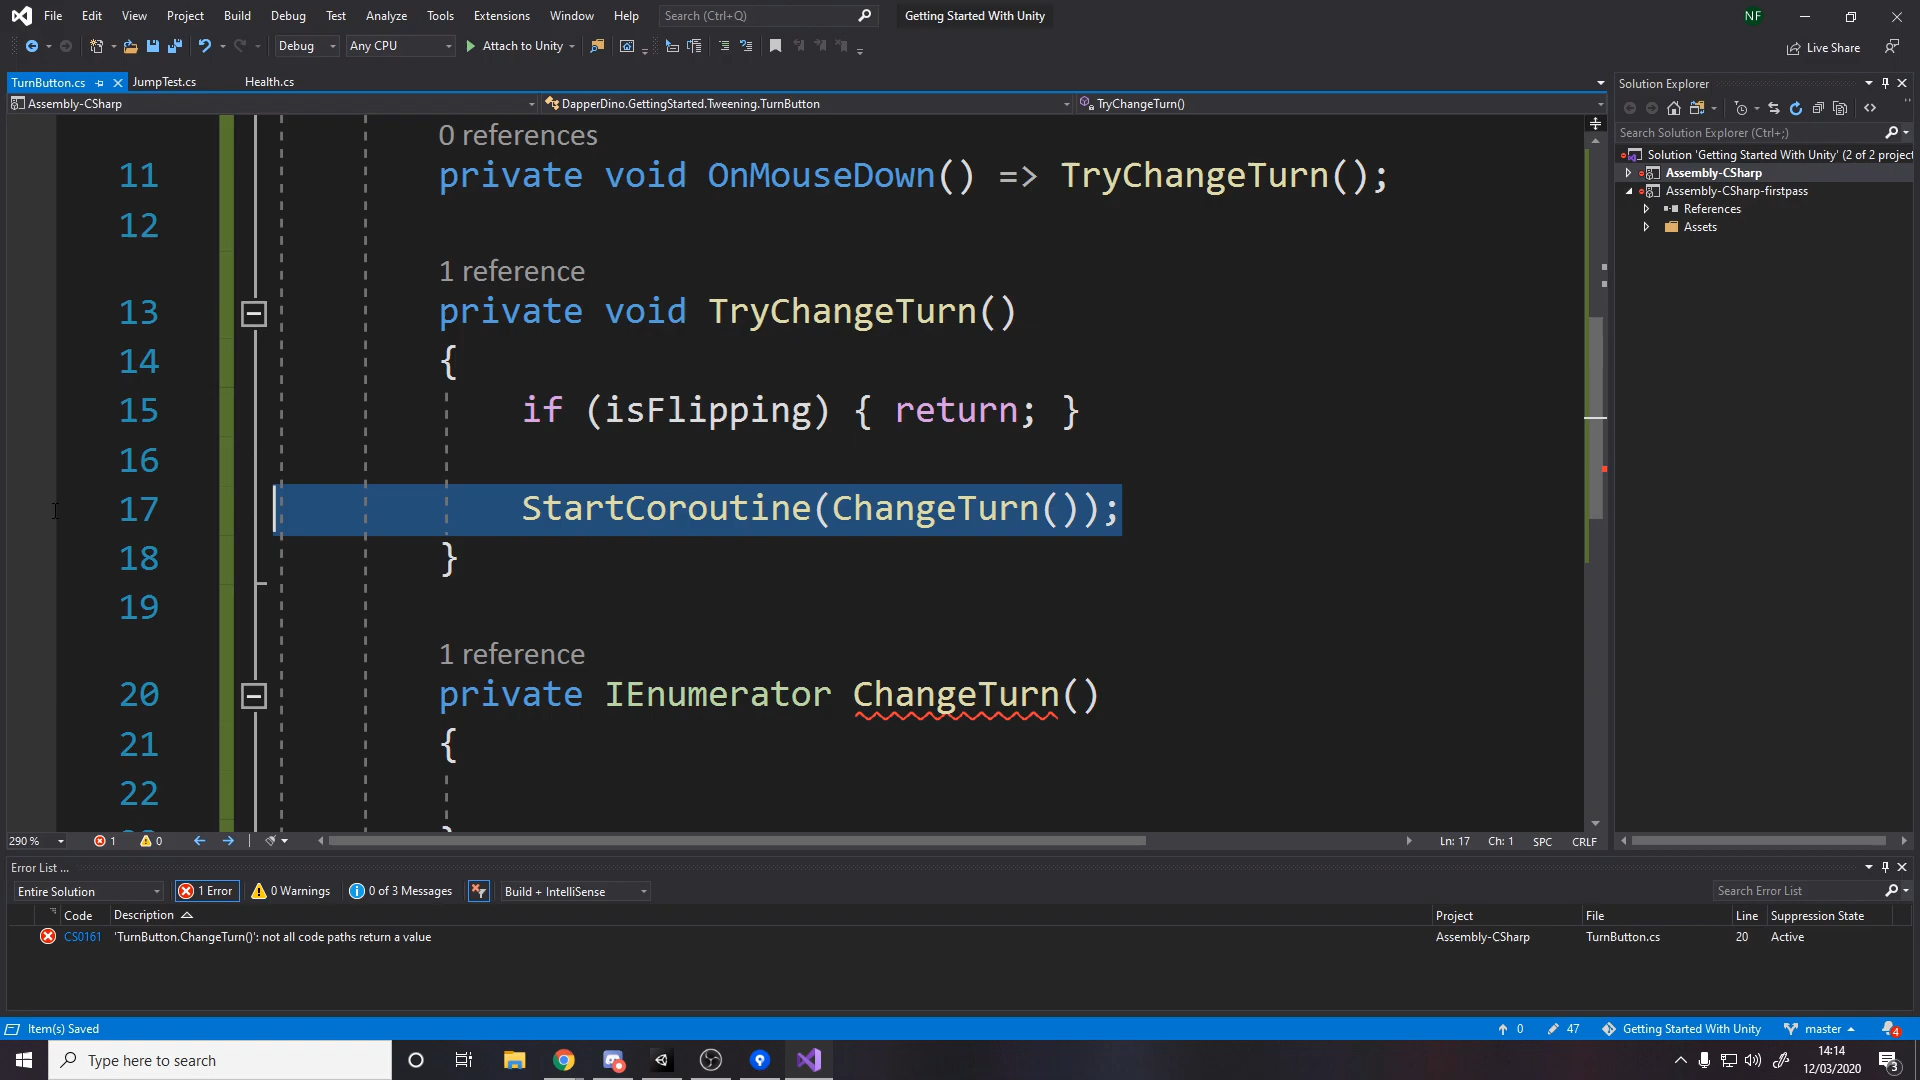 File Edit View Project Build Debug Test Analyze Tools Extensions Window Help Search (Ctrl+Q) Getting Started With Unity NF
Debug Any CPU Attach to Unity Live Share
TurnButton.cs JumpTest.cs Health.cs
Assembly-CSharp DapperDino.GettingStarted.Tweening.TurnButton TryChangeTurn()
0 references
11 private void OnMouseDown() => TryChangeTurn();
12
1 reference
13 private void TryChangeTurn()
14 {
15 if (isFlipping) { return; }
16
17 StartCoroutine(ChangeTurn());
18 }
19
1 reference
20 private IEnumerator ChangeTurn()
21 {
22
290 % 1 0 Ln: 17 Ch: 1 SPC CRLF
Solution Explorer
Search Solution Explorer (Ctrl+;)
Solution 'Getting Started With Unity' (2 of 2 project
Assembly-CSharp
Assembly-CSharp-firstpass
References
Assets
Error List ...
Entire Solution 1 Error 0 Warnings 0 of 3 Messages Build + IntelliSense Search Error List
Code Description Project File Line Suppression State
CS0161 'TurnButton.ChangeTurn()': not all code paths return a value Assembly-CSharp TurnButton.cs 20 Active
Item(s) Saved 0 47 Getting Started With Unity master 4
Type here to search 14:14
12/03/2020 3